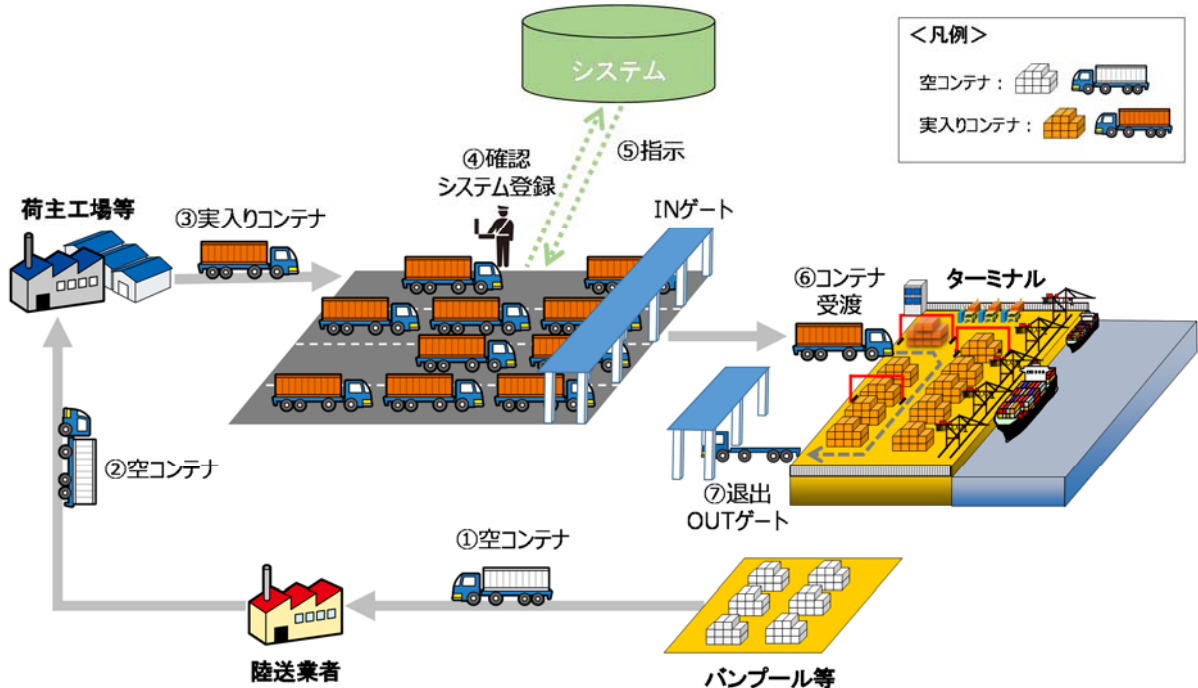 システム
＜凡例＞
空コンテナ：
実入りコンテナ：
④確認
システム登録
⑤指示
荷主工場等
③実入りコンテナ
INゲート
⑥コンテナ
受渡
ターミナル
②空コンテナ
⑦退出
OUTゲート
①空コンテナ
陸送業者
バンプール等